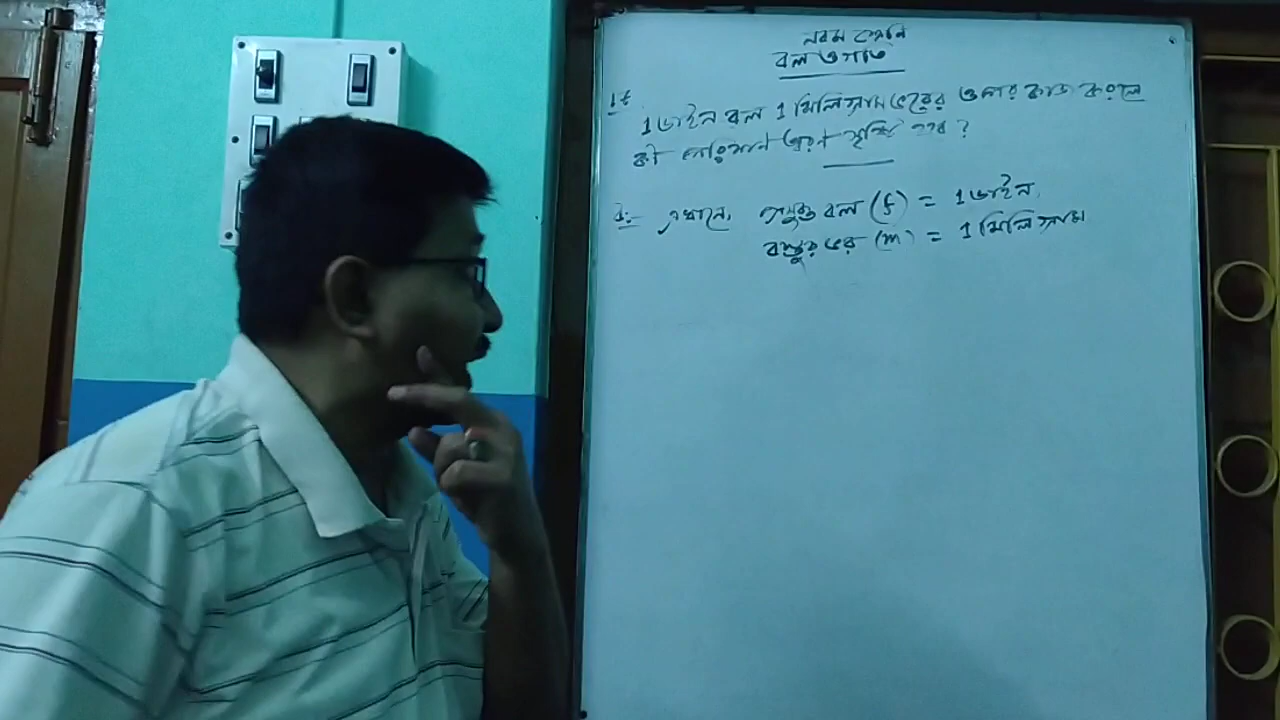 নবম শ্রেণি
বল ও গতি
1 ডাইন বল 1 মিলিগ্রাম ভরের ওপর কাজ করলে
কী পরিমাণ ত্বরণ সৃষ্টি হবে?
উঃ- এখানে, প্রযুক্ত বল (f) = 1 ডাইন,
বস্তুর ভর (m) = 1 মিলিগ্রাম